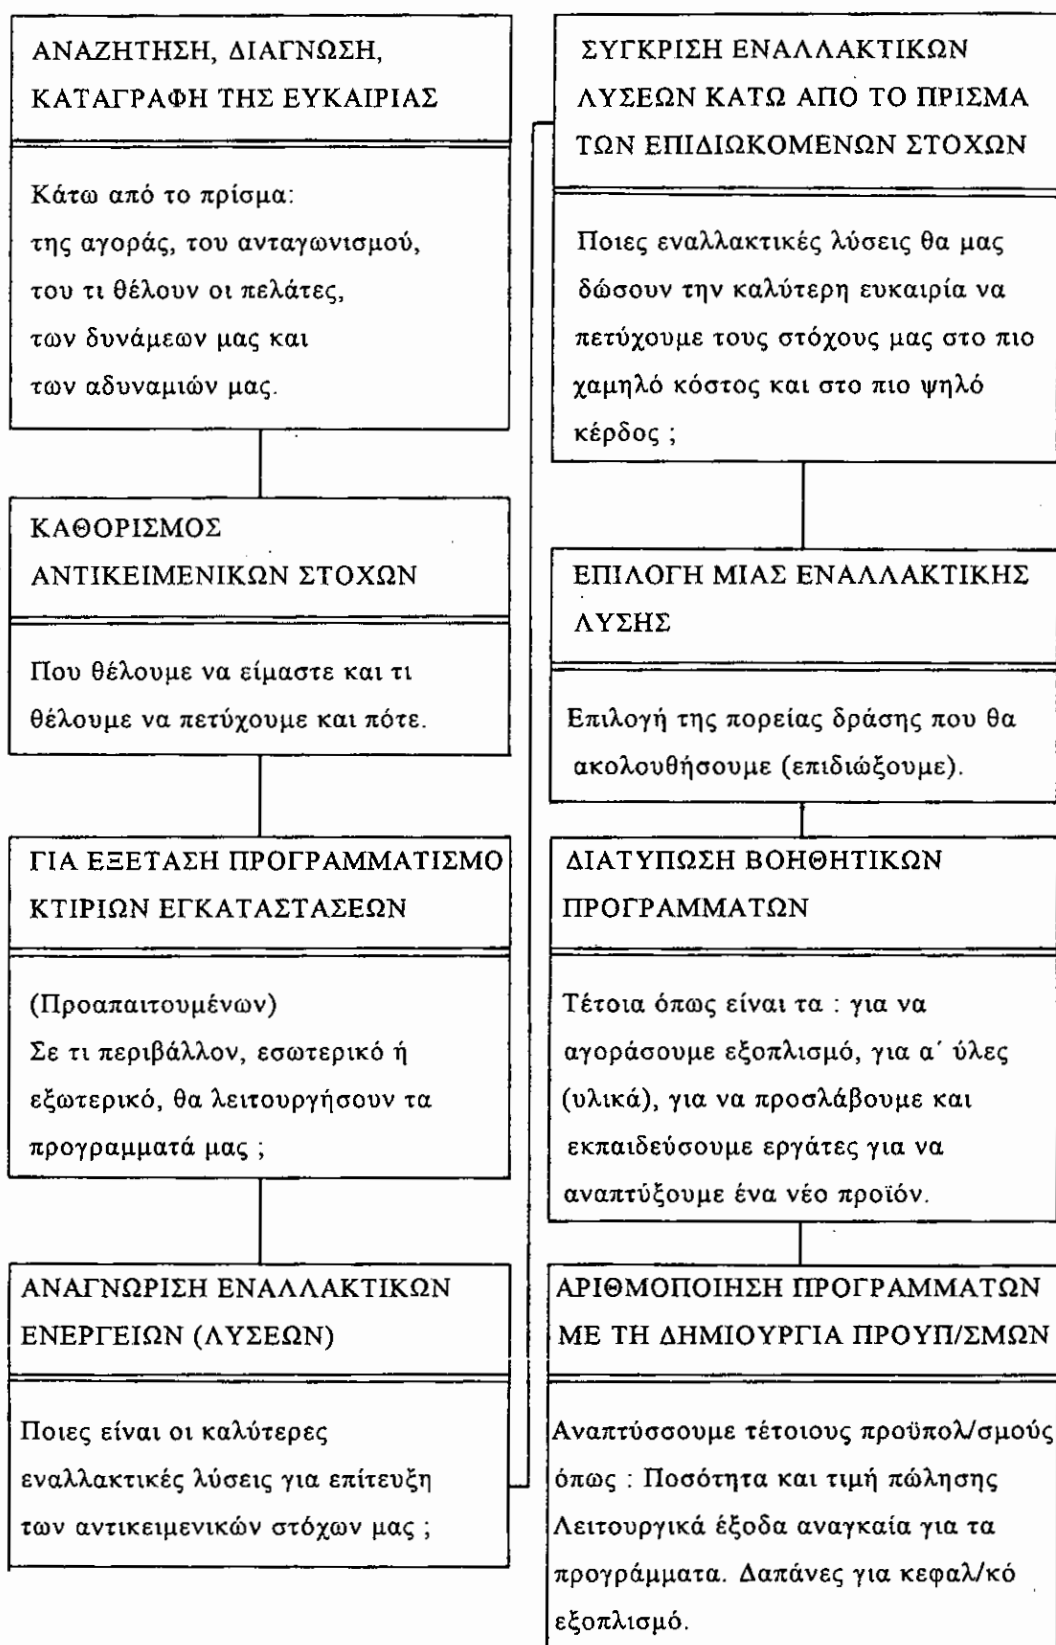 ΑΝΑΖΗΤΗΣΗ, ΔΙΑΓΝΩΣΗ,
ΚΑΤΑΓΡΑΦΗ ΤΗΣ ΕΥΚΑΙΡΙΑΣ
Κάτω από το πρίσμα:
της αγοράς, του ανταγωνισμού,
του τι θέλουν οι πελάτες,
των δυνάμεων μας και
των αδυναμιών μας.
ΚΑΘΟΡΙΣΜΟΣ
ΑΝΤΙΚΕΙΜΕΝΙΚΩΝ ΣΤΟΧΩΝ
Που θέλουμε να είμαστε και τι
θέλουμε να πετύχουμε και πότε.
ΓΙΑ ΕΞΕΤΑΣΗ ΠΡΟΓΡΑΜΜΑΤΙΣΜΟ
ΚΤΙΡΙΩΝ ΕΓΚΑΤΑΣΤΑΣΕΩΝ
(Προαπαιτουμένων)
Σε τι περιβάλλον, εσωτερικό ή
εξωτερικό, θα λειτουργήσουν τα
προγραμματά μας ;
ΑΝΑΓΝΩΡΙΣΗ ΕΝΑΛΛΑΚΤΙΚΩΝ
ΕΝΕΡΓΕΙΩΝ (ΛΥΣΕΩΝ)
Ποιες είναι οι καλύτερες
εναλλακτικές λύσεις για επίτευξη
των αντικειμενικών στόχων μας ;
ΣΥΓΚΡΙΣΗ ΕΝΑΛΛΑΚΤΙΚΩΝ
ΛΥΣΕΩΝ ΚΑΤΩ ΑΠΟ ΤΟ ΠΡΙΣΜΑ
ΤΩΝ ΕΠΙΔΙΩΚΟΜΕΝΩΝ ΣΤΟΧΩΝ
Ποιες εναλλακτικές λύσεις θα μας
δώσουν την καλύτερη ευκαιρία να
πετύχουμε τους στόχους μας στο πιο
χαμηλό κόστος και στο πιο ψηλό
κέρδος ;
ΕΠΙΛΟΓΗ ΜΙΑΣ ΕΝΑΛΛΑΚΤΙΚΗΣ
ΛΥΣΗΣ
Επιλογή της πορείας δράσης που θα
ακολουθήσουμε (επιδιώξουμε).
ΔΙΑΤΥΠΩΣΗ ΒΟΗΘΗΤΙΚΩΝ
ΠΡΟΓΡΑΜΜΑΤΩΝ
Τέτοια όπως είναι τα : για να
αγοράσουμε εξοπλισμό, για α΄ ύλες
(υλικά), για να προσλάβουμε και
εκπαιδεύσουμε εργάτες για να
αναπτύξουμε ένα νέο προϊόν.
ΑΡΙΘΜΟΠΟΙΗΣΗ ΠΡΟΓΡΑΜΜΑΤΩΝ
ΜΕ ΤΗ ΔΗΜΙΟΥΡΓΙΑ ΠΡΟΥΠ/ΣΜΩΝ
Αναπτύσσουμε τέτοιους προϋπολ/σμούς
όπως : Ποσότητα και τιμή πώλησης
Λειτουργικά έξοδα αναγκαία για τα
προγράμματα. Δαπάνες για κεφαλ/κό
εξοπλισμό.